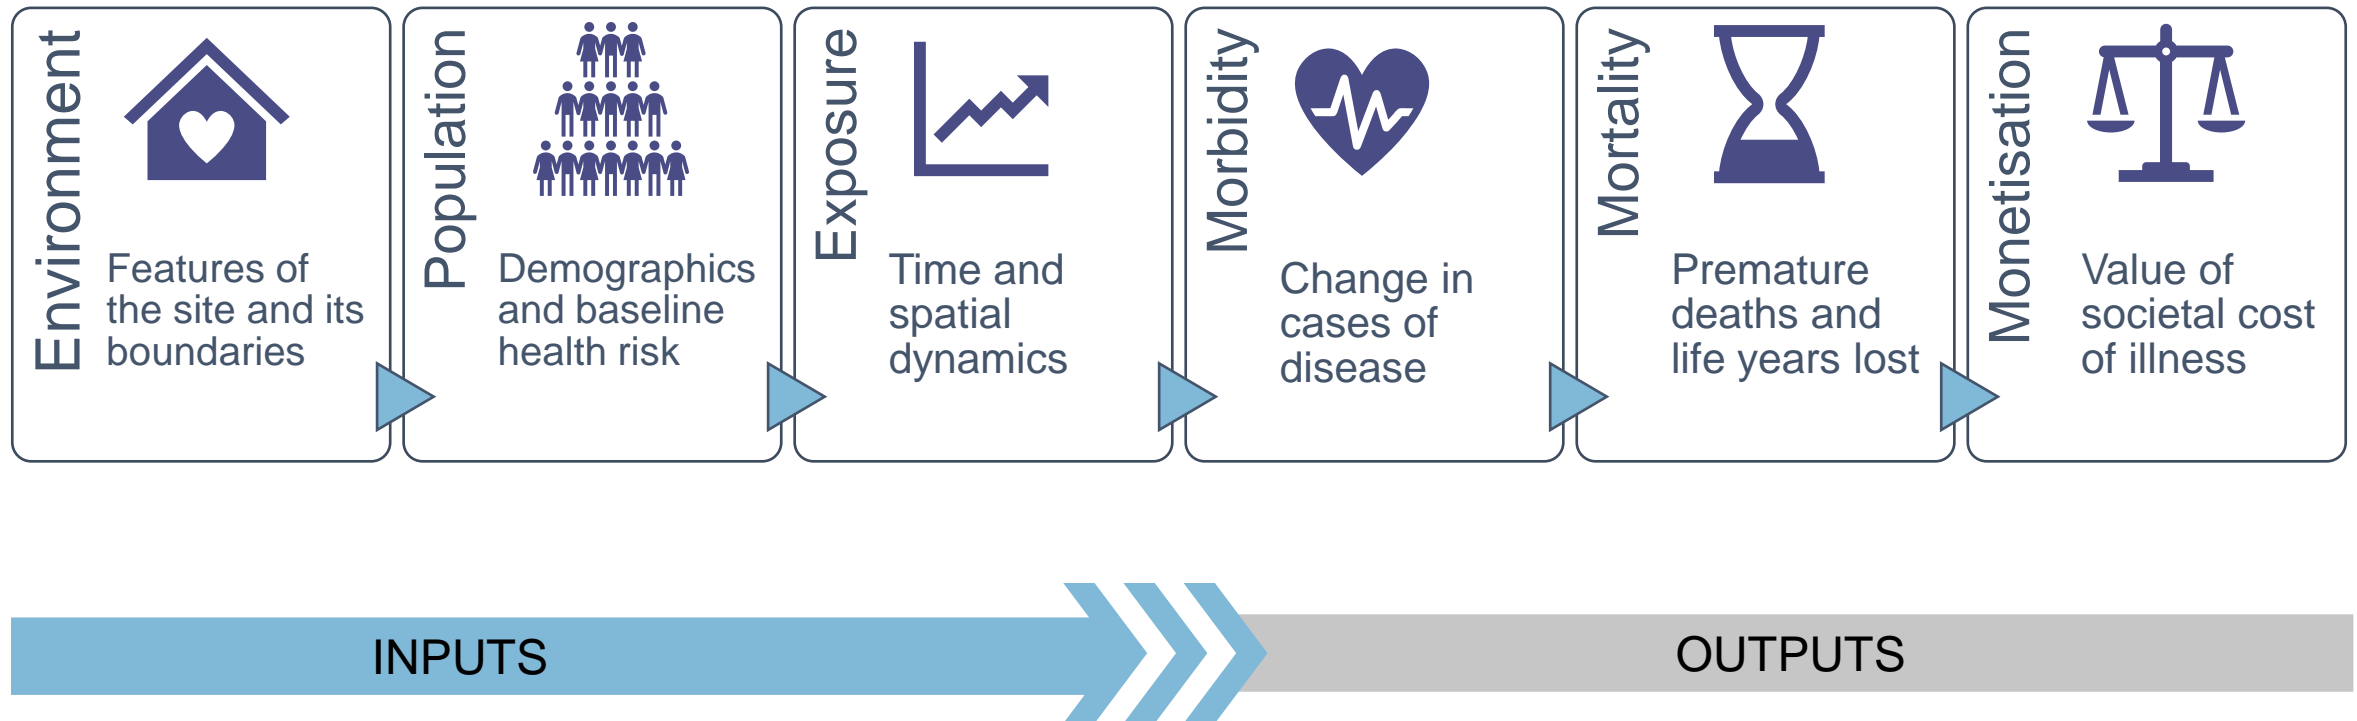 Environment
Features of
the site and its
boundaries
Population
Demographics
and baseline
health risk
Exposure
Time and
spatial
dynamics
Morbidity
Change in
cases of
disease
Mortality
Premature
deaths and
life years lost
Monetisation
Value of
societal cost
of illness
INPUTS
OUTPUTS